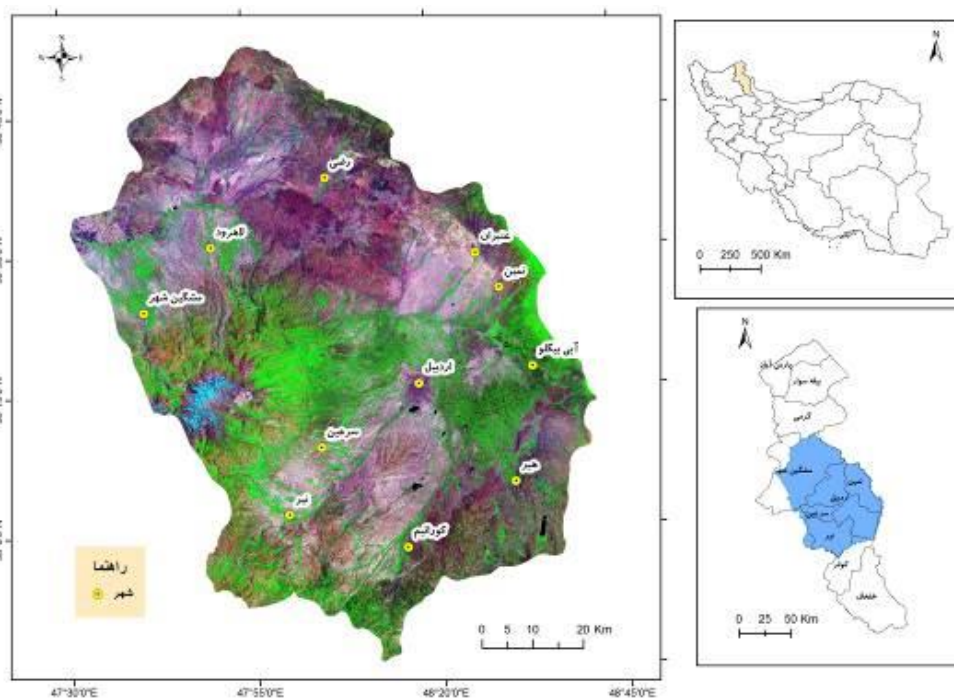 N
S
E
رضی
لاهرود
عنبران
نمین
مشگین شهر
آبی بیگلو
اردبیل
سرعین
هیر
نیر
کورائیم
راهنما
شهر
0 5 10 20 Km
47°30'0"E 47°55'0"E 48°20'0"E 48°45'0"E
N
0 250 500 Km
N
پارس آباد
بیله سوار
گرمی
مشگین شهر
نمین
اردبیل
سرعین
نیر
کوثر
خلخال
0 25 50 Km